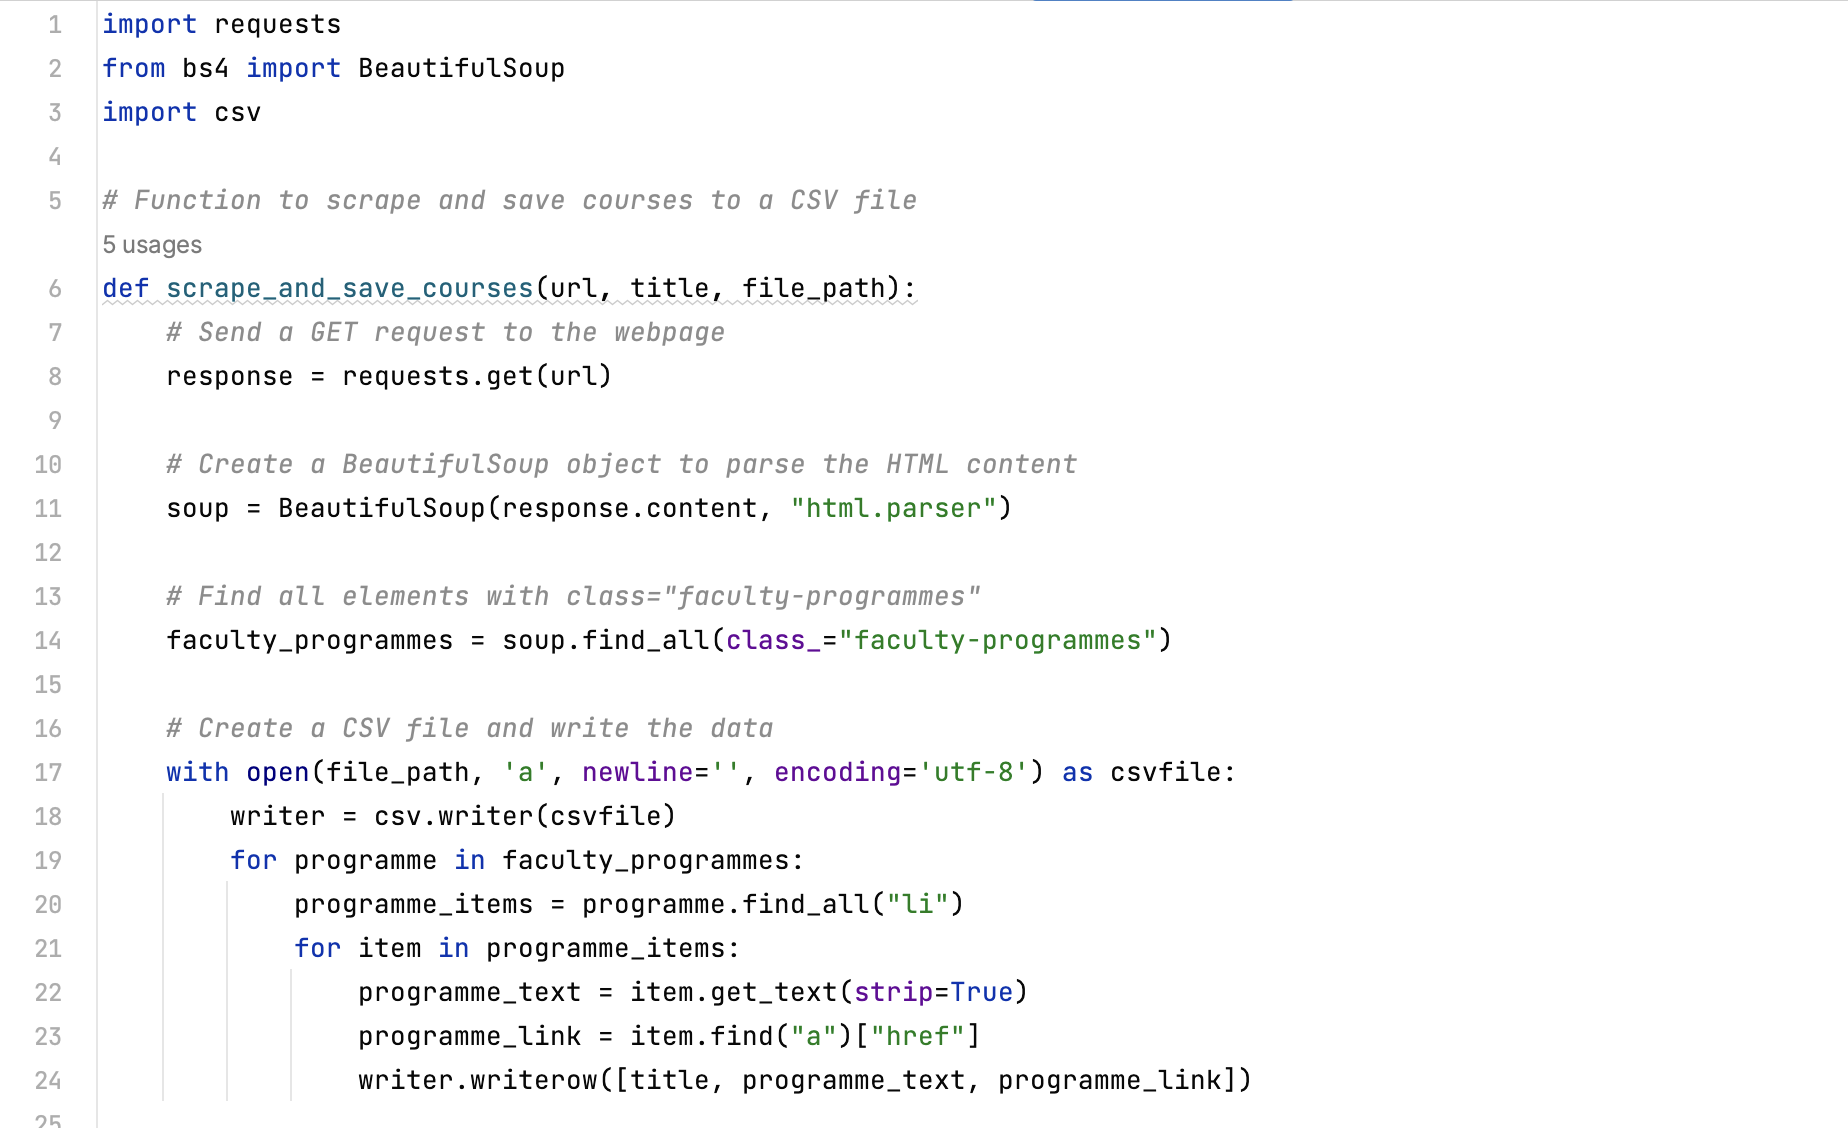 1 import requests
2 from bs4 import BeautifulSoup
3 import csv
4
5 # Function to scrape and save courses to a CSV file
5 usages
6 def scrape_and_save_courses(url, title, file_path):
7     # Send a GET request to the webpage
8     response = requests.get(url)
9
10     # Create a BeautifulSoup object to parse the HTML content
11     soup = BeautifulSoup(response.content, "html.parser")
12
13     # Find all elements with class="faculty-programmes"
14     faculty_programmes = soup.find_all(class_="faculty-programmes")
15
16     # Create a CSV file and write the data
17     with open(file_path, 'a', newline='', encoding='utf-8') as csvfile:
18         writer = csv.writer(csvfile)
19         for programme in faculty_programmes:
20             programme_items = programme.find_all("li")
21             for item in programme_items:
22                 programme_text = item.get_text(strip=True)
23                 programme_link = item.find("a")["href"]
24                 writer.writerow([title, programme_text, programme_link])
25